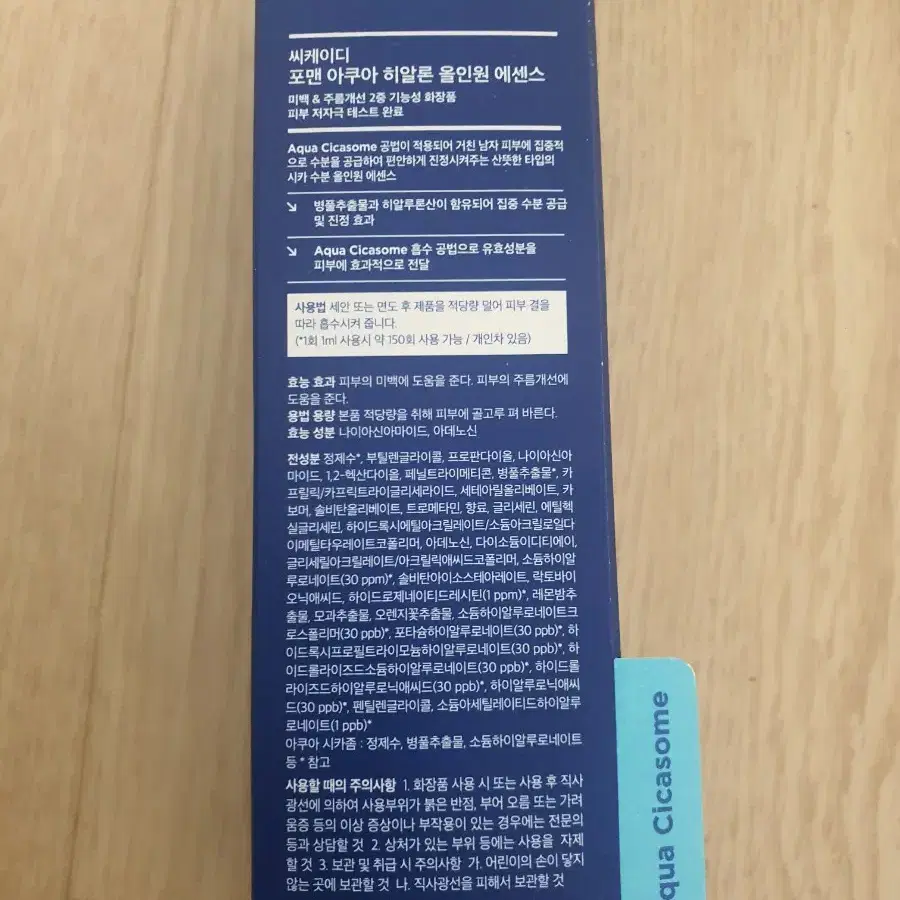 씨케이디
포맨 아쿠아 히알론 올인원 에센스
미백 & 주름개선 2중 기능성 화장품
피부 저자극 테스트 완료
Aqua Cicasome 공법이 적용되어 거친 남자 피부에 집중적
으로 수분을 공급하여 편안하게 진정시켜주는 산뜻한 타입의
시카 수분 올인원 에센스
↘ 병풀추출물과 히알루론산이 함유되어 집중 수분 공급
및 진정 효과
↘ Aqua Cicasome 흡수 공법으로 유효성분을
피부에 효과적으로 전달
사용법 세안 또는 면도 후 제품을 적당량 덜어 피부 결을
따라 흡수시켜 줍니다.
(*1회 1ml 사용시 약 150회 사용 가능 / 개인차 있음)
효능 효과 피부의 미백에 도움을 준다. 피부의 주름개선에
도움을 준다.
용법 용량 본품 적당량을 취해 피부에 골고루 펴 바른다.
효능 성분 나이아신아마이드, 아데노신
전성분 정제수*, 부틸렌글라이콜, 프로판다이올, 나이아신아
마이드, 1,2-헥산다이올, 페닐트라이메티콘, 병풀추출물*, 카
프릴릭/카프릭트라이글리세라이드, 세테아릴올리베이트, 카
보머, 솔비탄올리베이트, 트로메타민, 향료, 글리세린, 에틸헥
실글리세린, 하이드록시에틸아크릴레이트/소듐아크릴로일다
이메틸타우레이트코폴리머, 아데노신, 다이소듐이디티에이,
글리세릴아크릴레이트/아크릴릭애씨드코폴리머, 소듐하이알
루로네이트(30 ppm)*, 솔비탄아이소스테아레이트, 락토바이
오닉애씨드, 하이드로제네이티드레시틴(1 ppm)*, 레몬밤추
출물, 모과추출물, 오렌지꽃추출물, 소듐하이알루로네이트크
로스폴리머(30 ppb)*, 포타슘하이알루로네이트(30 ppb)*, 하
이드록시프로필트라이모늄하이알루로네이트(30 ppb)*, 하
이드롤라이즈드소듐하이알루로네이트(30 ppb)*, 하이드롤
라이즈드하이알루로닉애씨드(30 ppb)*, 하이알루로닉애씨
드(30 ppb)*, 펜틸렌글라이콜, 소듐아세틸레이티드하이알루
로네이트(1 ppb)*
아쿠아 시카좀 : 정제수, 병풀추출물, 소듐하이알루로네이트
등 * 참고
사용할 때의 주의사항 1. 화장품 사용 시 또는 사용 후 직사
광선에 의하여 사용부위가 붉은 반점, 부어 오름 또는 가려
움증 등의 이상 증상이나 부작용이 있는 경우에는 전문의
등과 상담할 것 2. 상처가 있는 부위 등에는 사용을 자제
할 것 3. 보관 및 취급 시 주의사항 가. 어린이의 손이 닿지
않는 곳에 보관할 것 나. 직사광선을 피해서 보관할 것
qua Cicasome